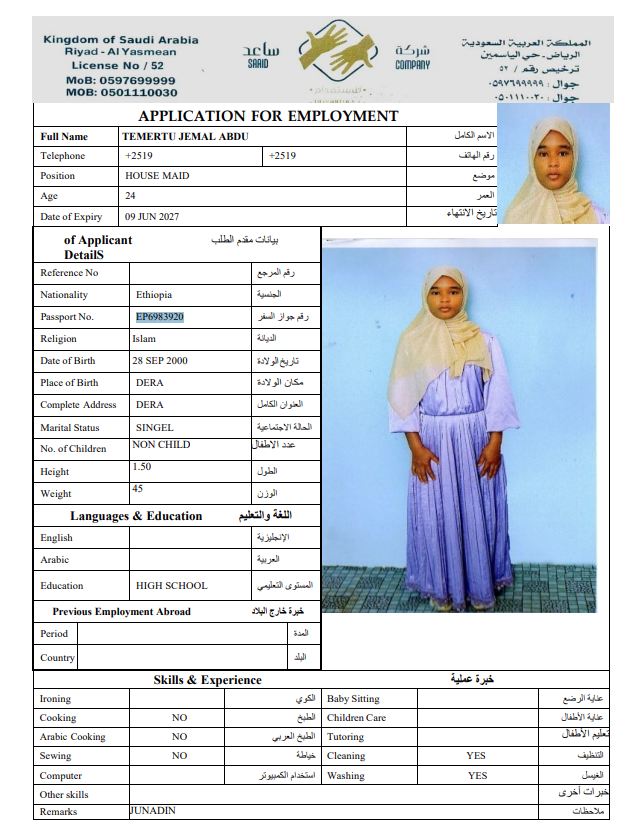 Kingdom of Saudi Arabia
Riyad - Al Yasmean
License No / 52
MoB: 0597699999
MOB: 0501110030
ساعد
SAAID
شركة
COMPANY
للاستقدام
المملكة العربية السعودية
الرياض - حي الياسمين
ترخيص رقم / ٥٢
جوال : ٠٥٩٧٦٩٩٩٩٩
جوال : ٠٥٠١١١٠٠٣٠
APPLICATION FOR EMPLOYMENT
Full Name TEMERTU JEMAL ABDU الاسم الكامل
Telephone +2519 +2519 رقم الهاتف
Position HOUSE MAID موضع
Age 24 العمر
Date of Expiry 09 JUN 2027 تاريخ الانتهاء
of Applicant بيانات مقدم الطلب
DetailS
Reference No رقم المرجع
Nationality Ethiopia الجنسية
Passport No. EP6983920 رقم جواز السفر
Religion Islam الديانة
Date of Birth 28 SEP 2000 تاريخ الولادة
Place of Birth DERA مكان الولادة
Complete Address DERA العنوان الكامل
Marital Status SINGEL الحالة الاجتماعية
No. of Children NON CHILD عدد الاطفال
Height 1.50 الطول
Weight 45 الوزن
Languages & Education اللغة والتعليم
English الإنجليزية
Arabic العربية
Education HIGH SCHOOL المستوى التعليمي
Previous Employment Abroad خبرة خارج البلاد
Period المدة
Country البلد
Skills & Experience خبرة عملية
Ironing الكوي Baby Sitting عناية الرضع
Cooking NO الطبخ Children Care عناية الأطفال
Arabic Cooking NO الطبخ العربي Tutoring تعليم الأطفال
Sewing NO خياطة Cleaning YES التنظيف
Computer استخدام الكمبيوتر Washing YES الغسيل
Other skills خبرات أخرى
Remarks JUNADIN ملاحظات